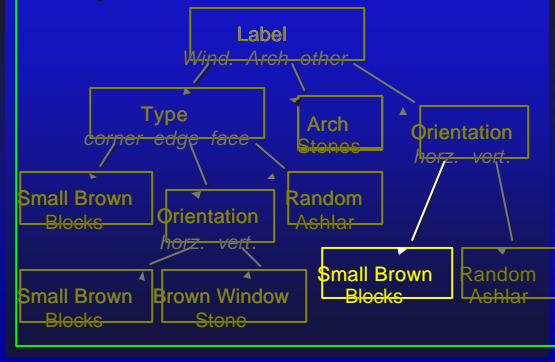 Label
Wind. Arch other
Type
corner edge face
Arch
Stones
Orientation
horz. vert.
Small Brown
Blocks
Orientation
horz. vert.
Random
Ashlar
Small Brown
Blocks
Random
Ashlar
Small Brown
Blocks
Brown Window
Stone